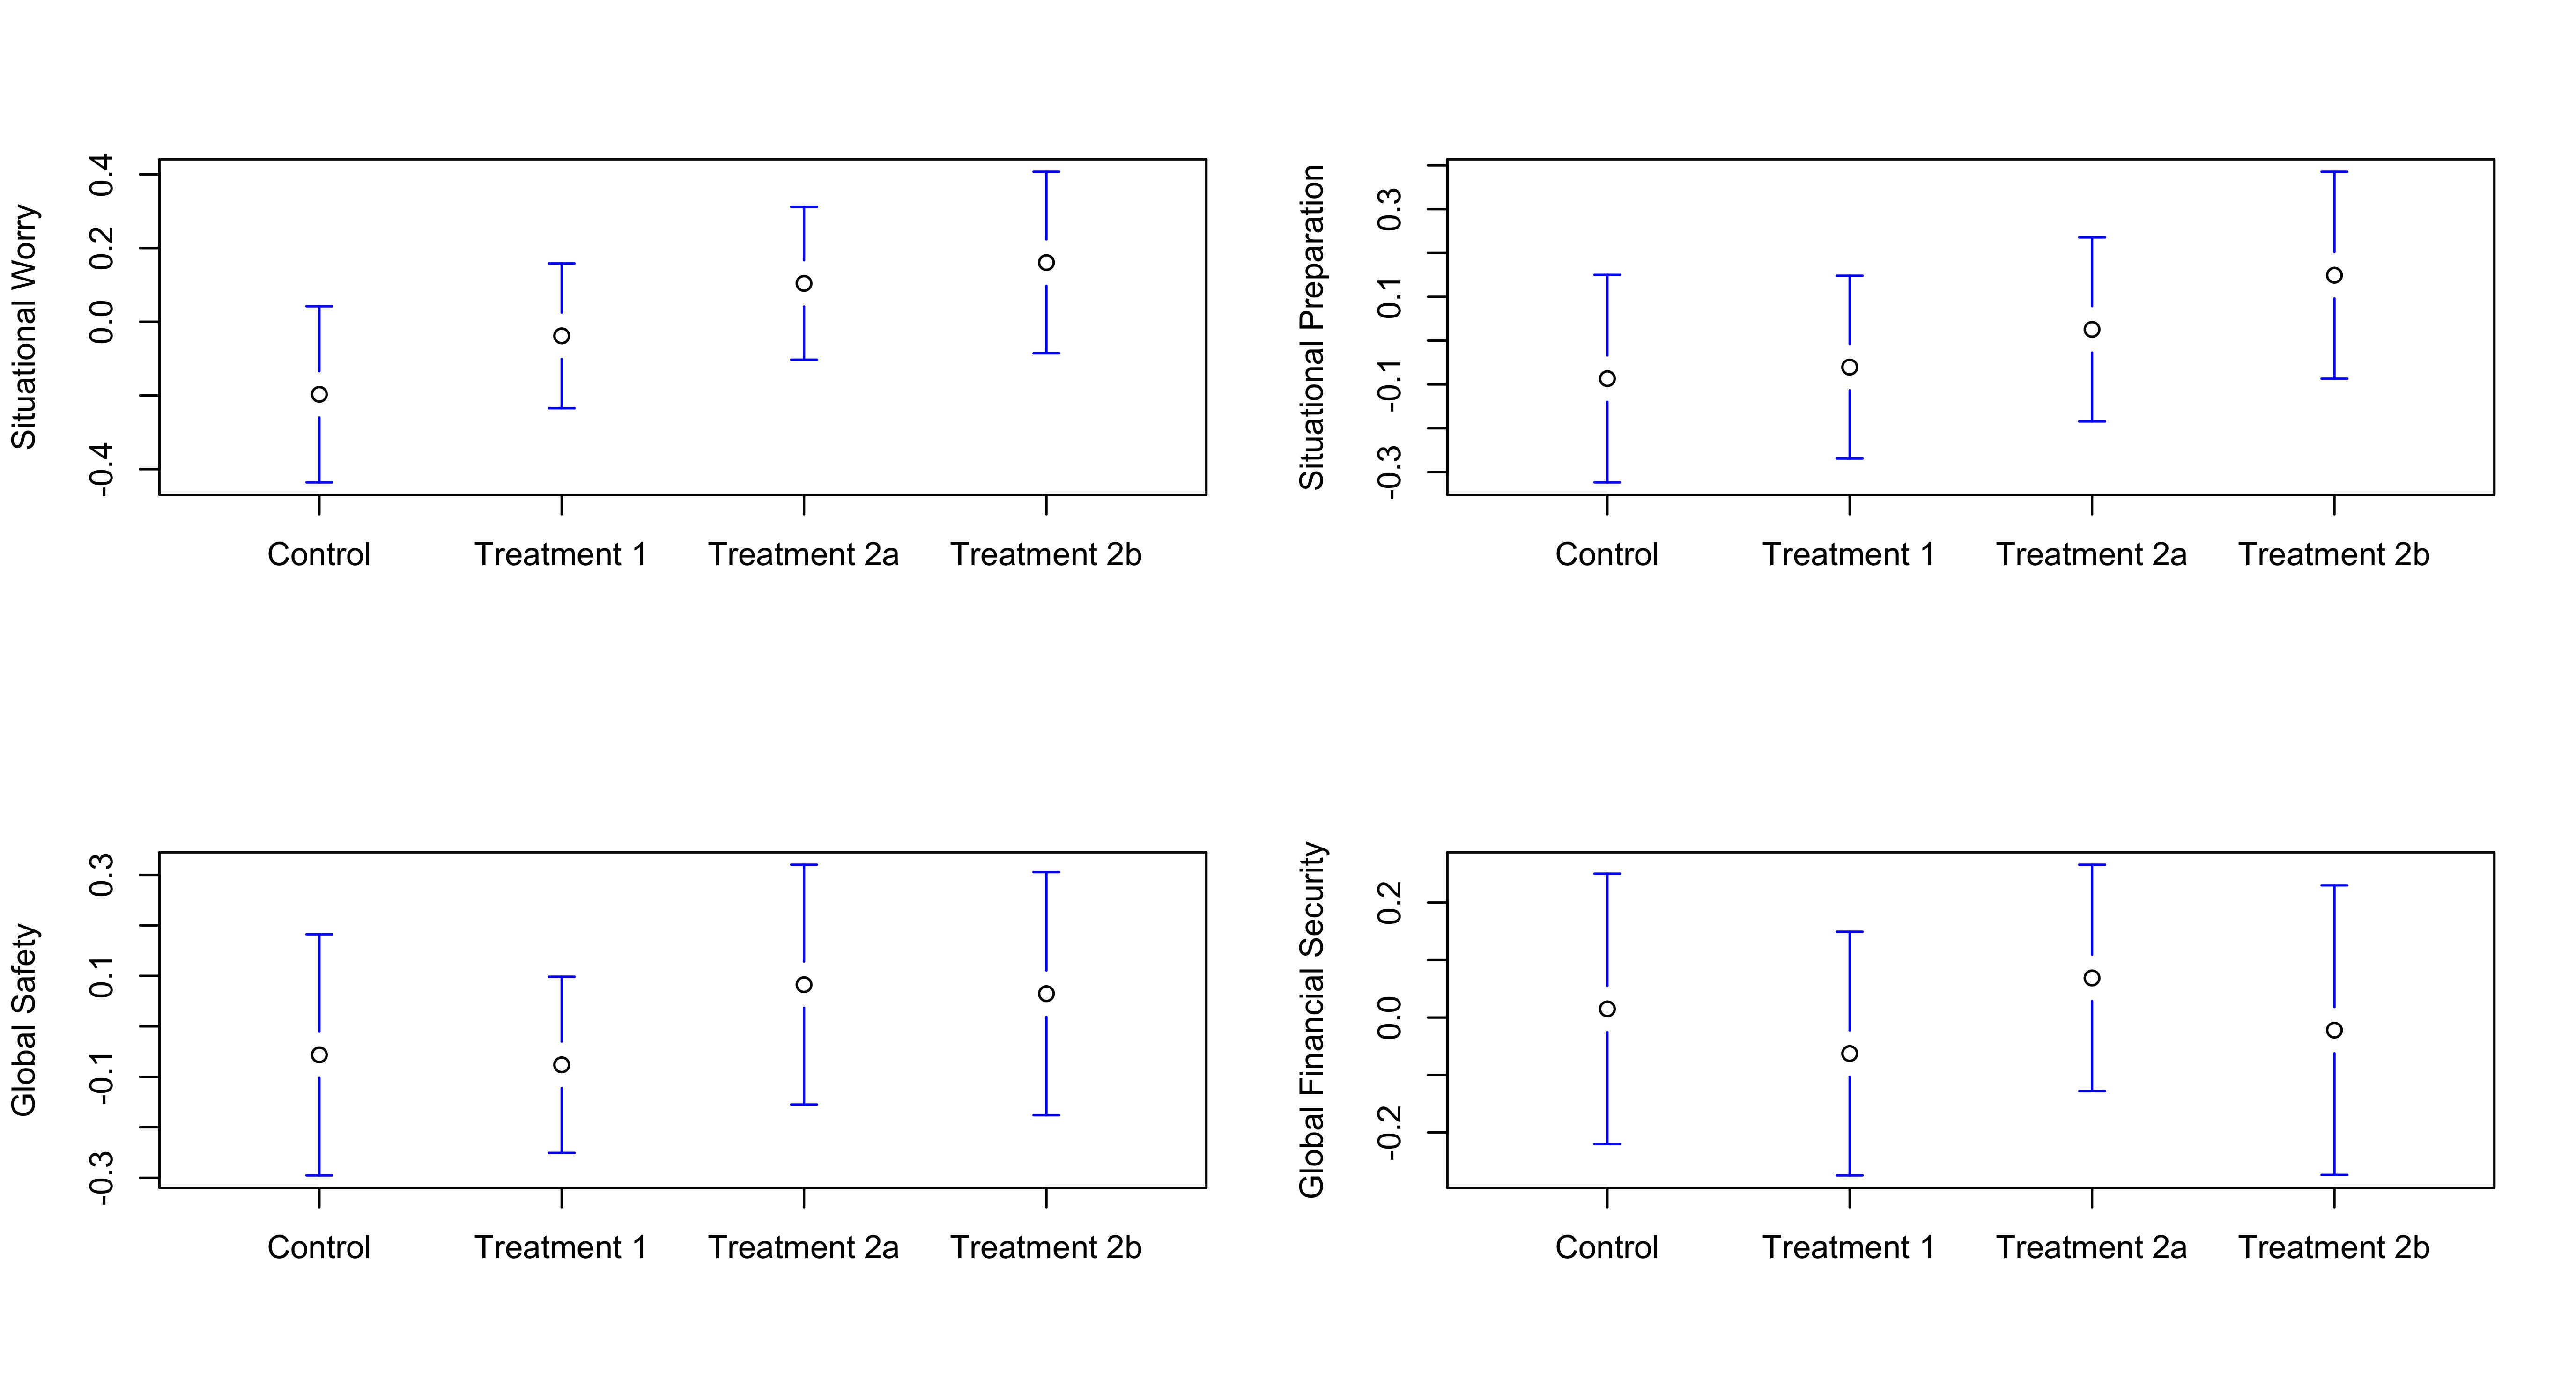 Situational Worry
0.4
0.2
0.0
-0.4
Control Treatment 1 Treatment 2a Treatment 2b
Situational Preparation
0.3
0.1
-0.1
-0.3
Control Treatment 1 Treatment 2a Treatment 2b
Global Safety
0.3
0.1
-0.1
-0.3
Control Treatment 1 Treatment 2a Treatment 2b
Global Financial Security
0.2
0.0
-0.2
Control Treatment 1 Treatment 2a Treatment 2b